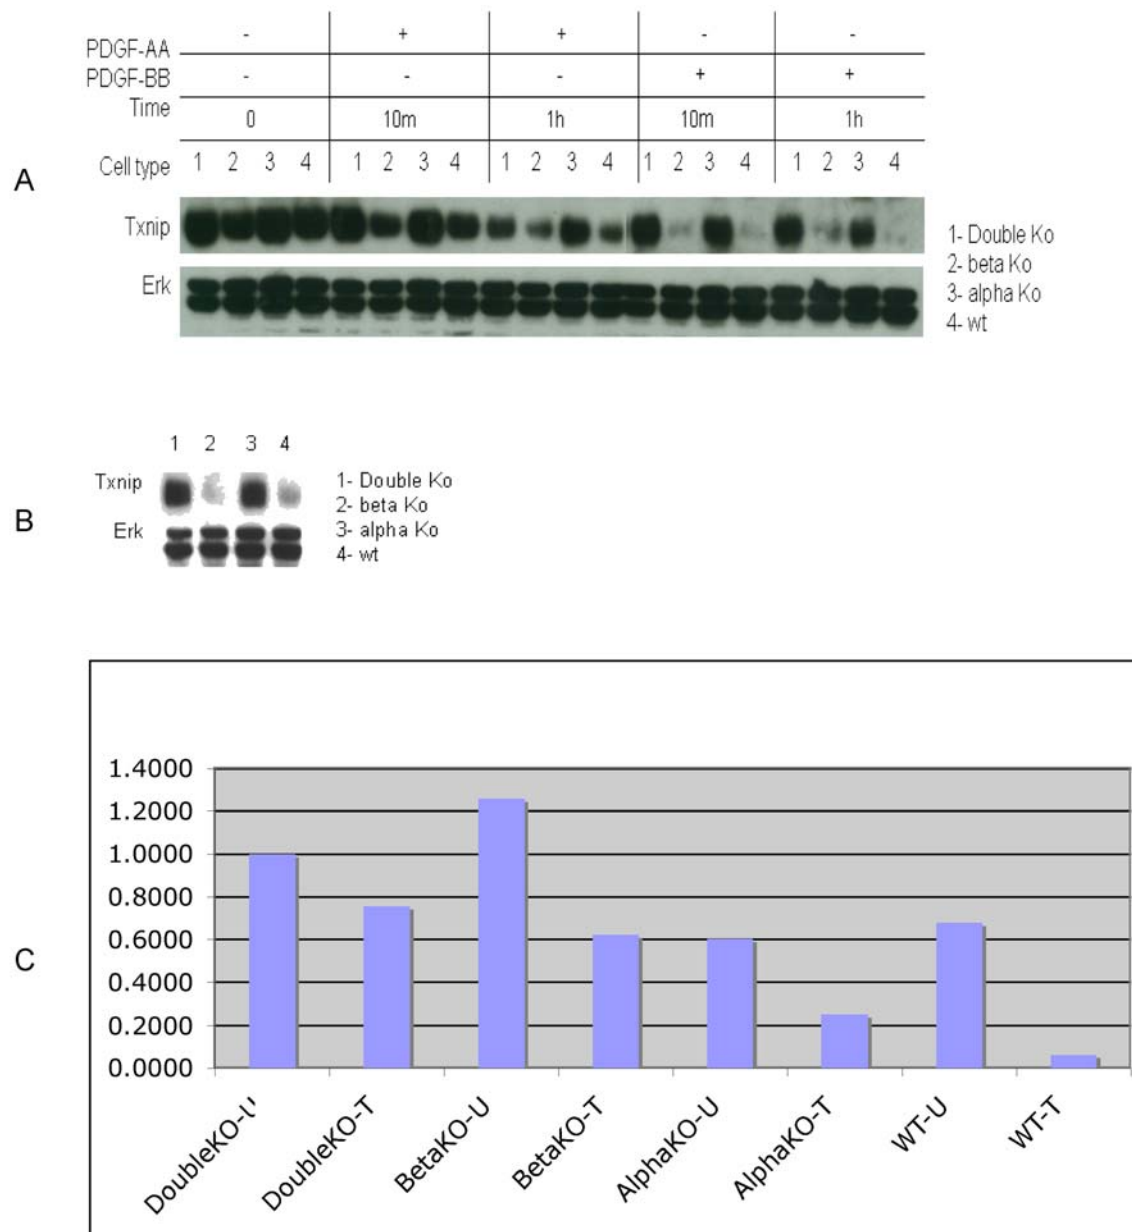 A
PDGF-AA - + + - -
PDGF-BB - - - + +
Time 0 10m 1h 10m 1h
Cell type 1 2 3 4 1 2 3 4 1 2 3 4 1 2 3 4 1 2 3 4
Txnip
Erk
1- Double Ko
2- beta Ko
3- alpha Ko
4- wt
B
1 2 3 4
Txnip
Erk
1- Double Ko
2- beta Ko
3- alpha Ko
4- wt
C
1.4000
1.2000
1.0000
0.8000
0.6000
0.4000
0.2000
0.0000
DoubleKO-U DoubleKO-T BetaKO-U BetaKO-T AlphaKO-U AlphaKO-T WT-U WT-T